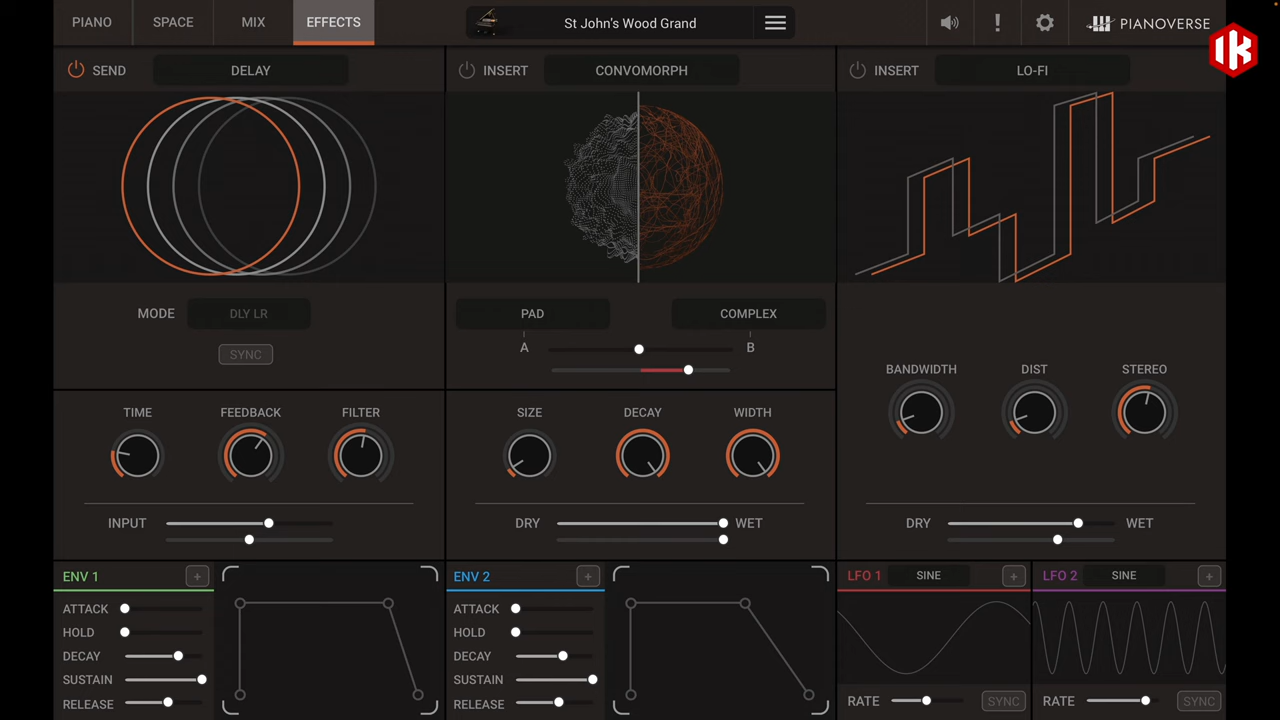 PIANO SPACE MIX EFFECTS St John's Wood Grand ! PIANOVERSE
IK
SEND DELAY
INSERT CONVOMORPH
INSERT LO-FI
MODE DLY LR
SYNC
PAD COMPLEX
A B
TIME FEEDBACK FILTER
SIZE DECAY WIDTH
BANDWIDTH DIST STEREO
INPUT
DRY WET
DRY WET
ENV 1 +
ATTACK
HOLD
DECAY
SUSTAIN
RELEASE
ENV 2 +
ATTACK
HOLD
DECAY
SUSTAIN
RELEASE
LFO 1 SINE +
RATE SYNC
LFO 2 SINE +
RATE SYNC